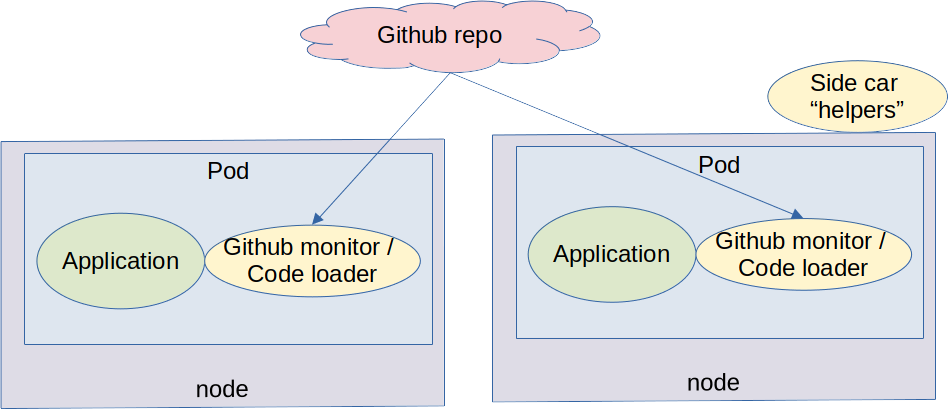 Github repo
Side car
“helpers”
Pod
Application
Github monitor /
Code loader
node
Pod
Application
Github monitor /
Code loader
node